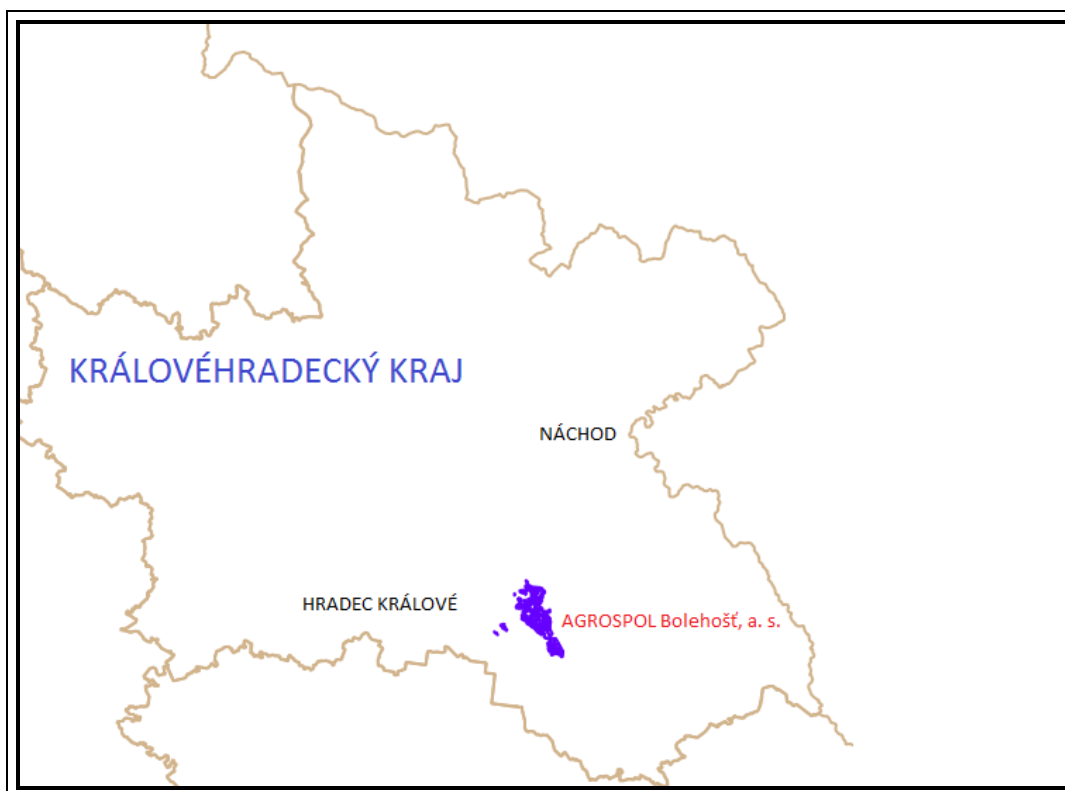 KRÁLOVÉHRADECKÝ KRAJ
NÁCHOD
HRADEC KRÁLOVÉ
AGROSPOL Bolehošť, a. s.